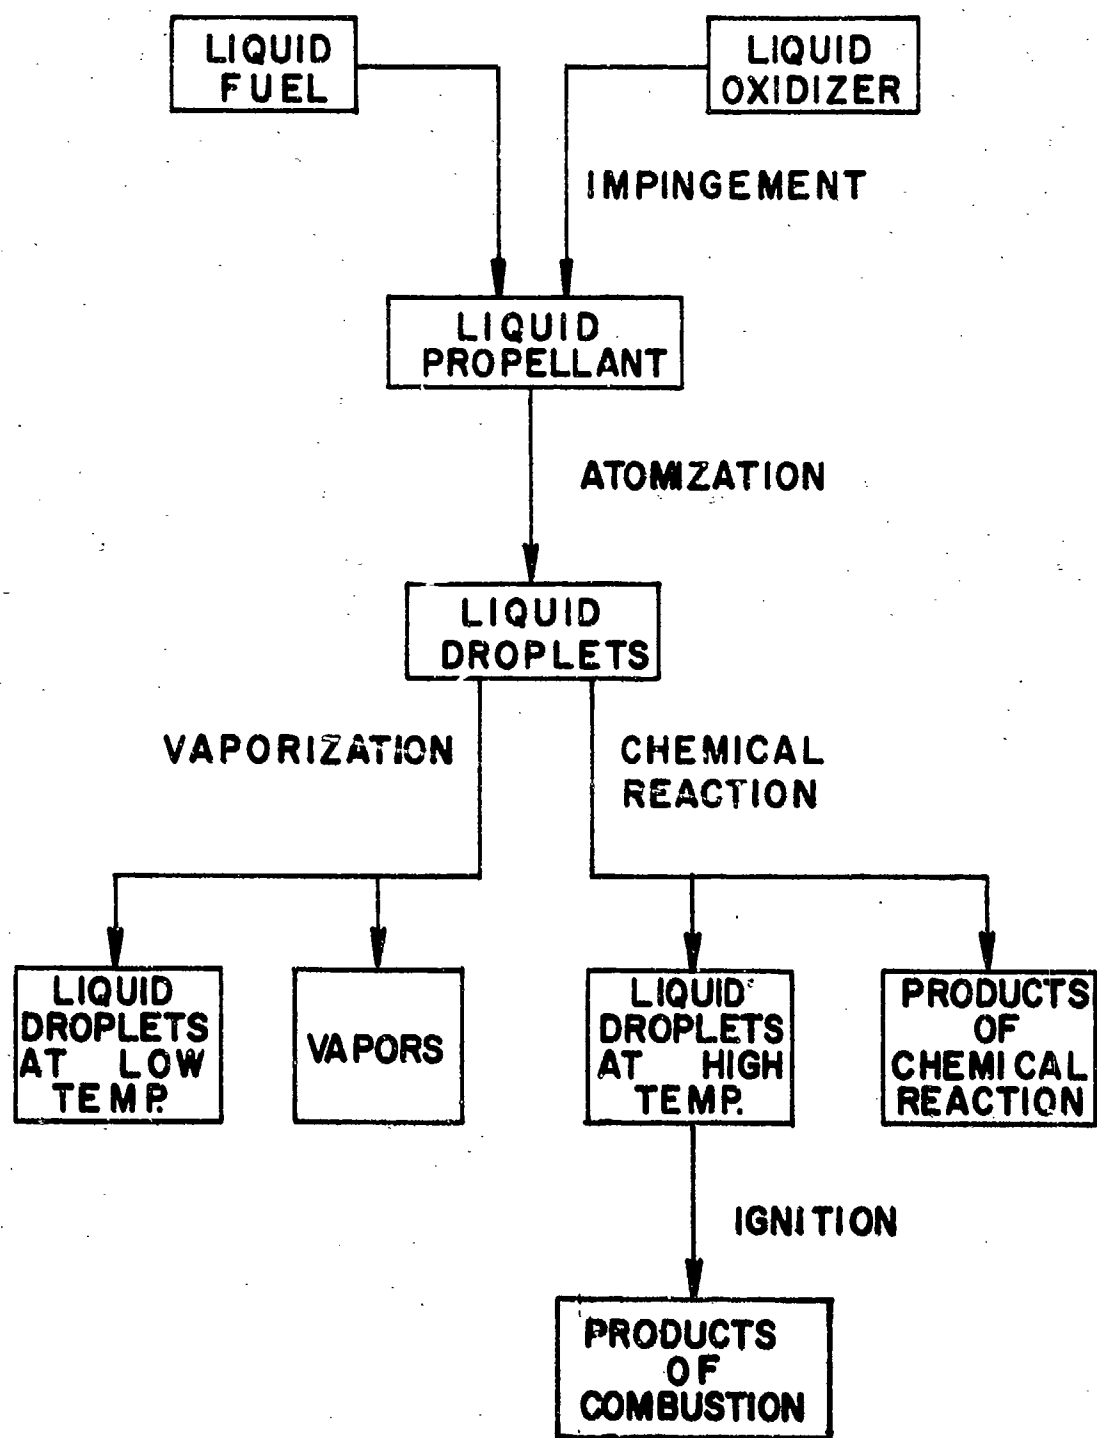 LIQUID
FUEL
LIQUID
OXIDIZER
IMPINGEMENT
LIQUID
PROPELLANT
ATOMIZATION
LIQUID
DROPLETS
VAPORIZATION
CHEMICAL
REACTION
LIQUID
DROPLETS
AT LOW
TEMP.
VAPORS
LIQUID
DROPLETS
AT HIGH
TEMP.
PRODUCTS
OF
CHEMICAL
REACTION
IGNITION
PRODUCTS
OF
COMBUSTION